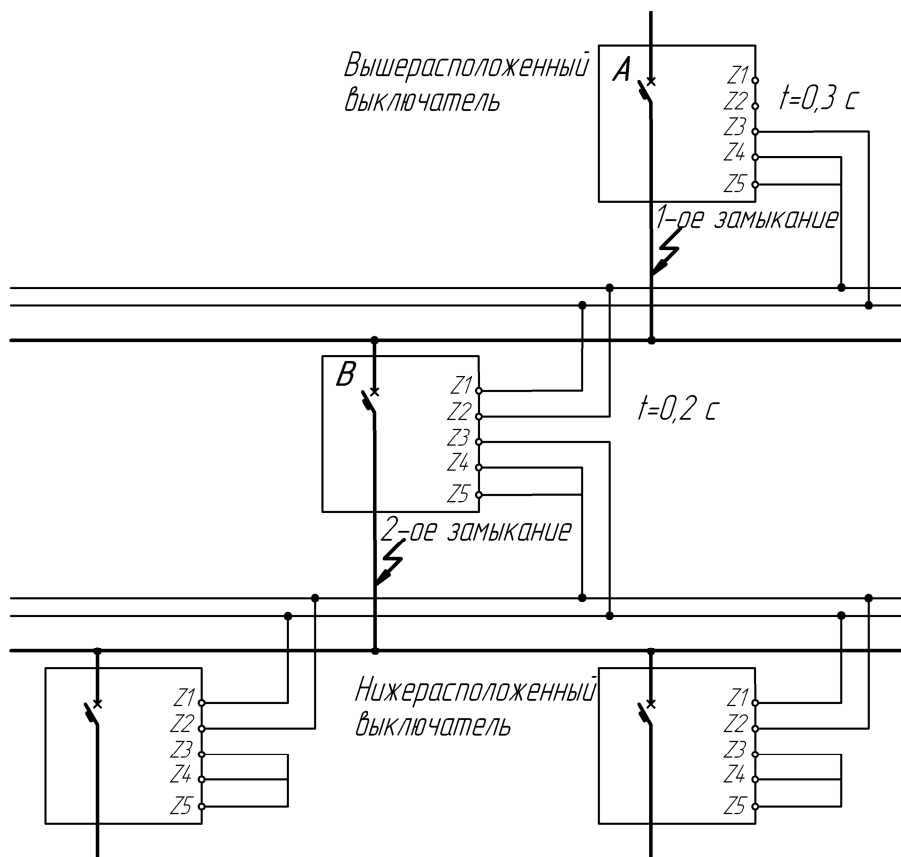 Вышерасположенный
выключатель
A
Z1
Z2
Z3
Z4
Z5
t=0,3 с
1-ое замыкание
B
Z1
Z2
Z3
Z4
Z5
t=0,2 с
2-ое замыкание
Z1
Z2
Z3
Z4
Z5
Нижерасположенный
выключатель
Z1
Z2
Z3
Z4
Z5